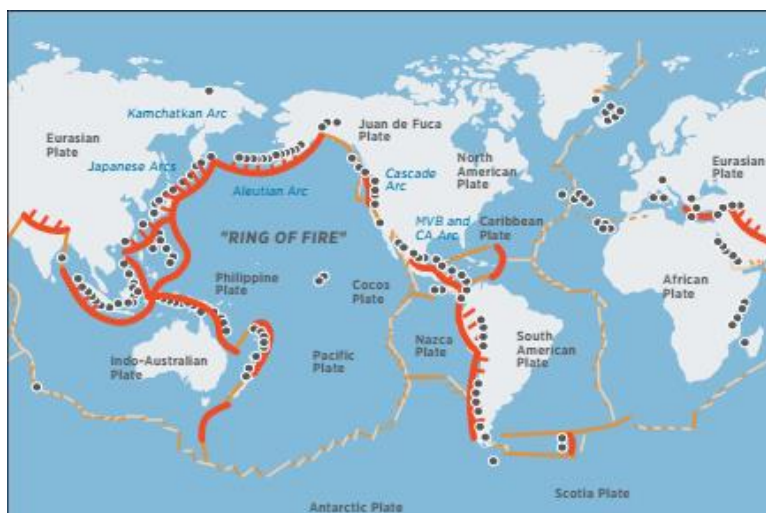 Kamchatkan Arc
Eurasian
Plate
Juan de Fuca
Plate
Japanese Arcs
North
American
Plate
Eurasian
Plate
Cascade
Arc
Aleutian Arc
MVB and
CA Arc
Caribbean
Plate
"RING OF FIRE"
Philippine
Plate
Cocos
Plate
African
Plate
Indo-Australian
Plate
Pacific
Plate
Nazca
Plate
South
American
Plate
Scotia Plate
Antarctic Plate